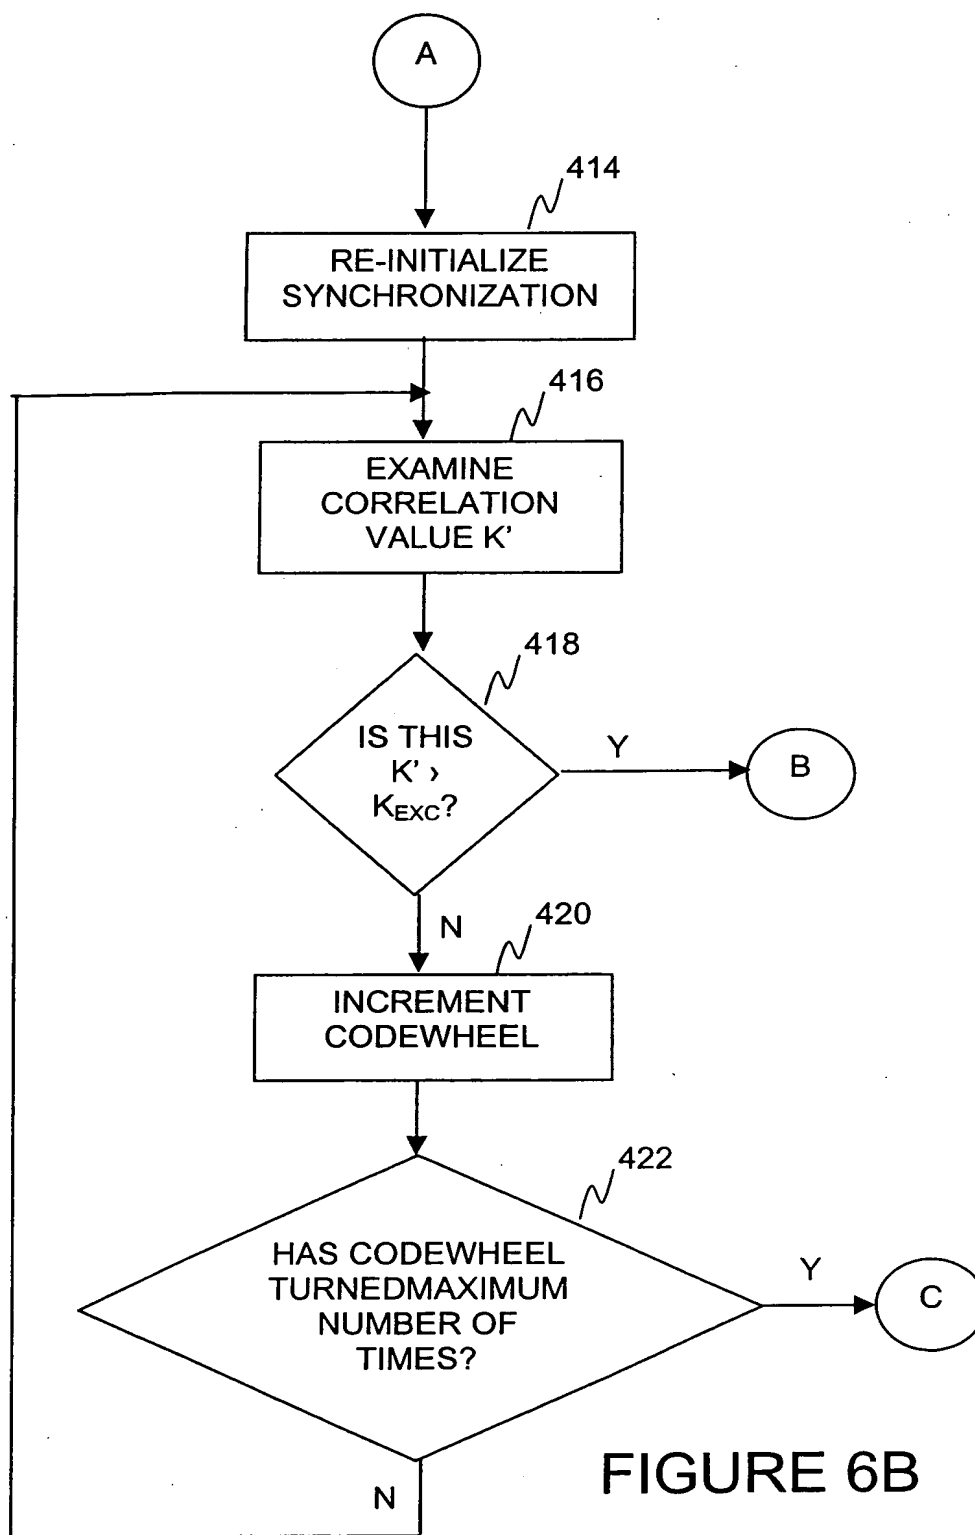 A
414
RE-INITIALIZE
SYNCHRONIZATION
416
EXAMINE
CORRELATION
VALUE K’
418
IS THIS
K’ ›
KEXC?
Y
B
N
420
INCREMENT
CODEWHEEL
422
HAS CODEWHEEL
TURNEDMAXIMUM
NUMBER OF
TIMES?
Y
C
N
FIGURE 6B